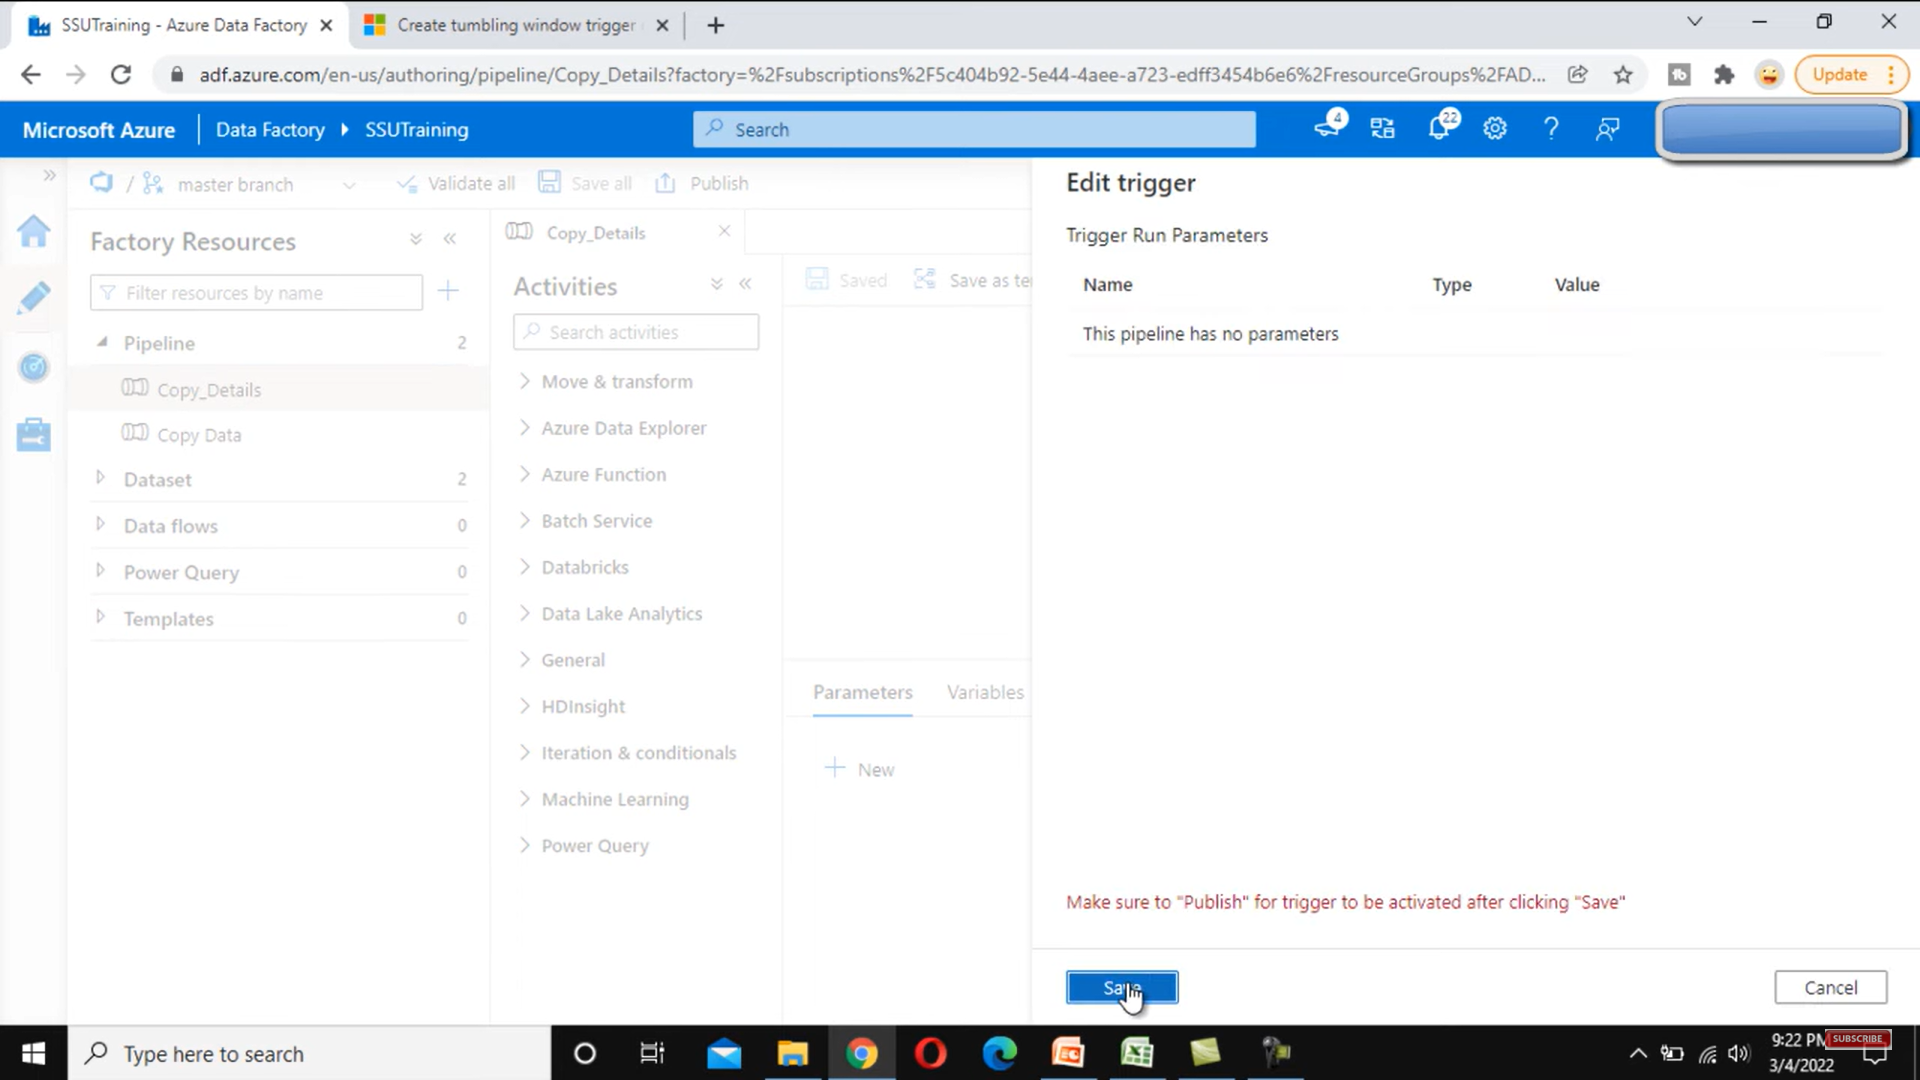 SSUTraining - Azure Data Factory
Create tumbling window trigger
adf.azure.com/en-us/authoring/pipeline/Copy_Details?factory=%2Fsubscriptions%2F5c404b92-5e44-4aee-a723-edff3454b6e6%2FresourceGroups%2FAD...
Update
Microsoft Azure
Data Factory
SSUTraining
Search
4
22
/ master branch
Validate all
Save all
Publish
Factory Resources
Filter resources by name
Pipeline 2
Copy_Details
Copy Data
Dataset 2
Data flows 0
Power Query 0
Templates 0
Copy_Details
Activities
Search activities
Move & transform
Azure Data Explorer
Azure Function
Batch Service
Databricks
Data Lake Analytics
General
HDInsight
Iteration & conditionals
Machine Learning
Power Query
Saved
Save as te
Parameters
Variables
New
Edit trigger
Trigger Run Parameters
Name Type Value
This pipeline has no parameters
Make sure to "Publish" for trigger to be activated after clicking "Save"
Save
Cancel
Type here to search
9:22 PM
3/4/2022
SUBSCRIBE